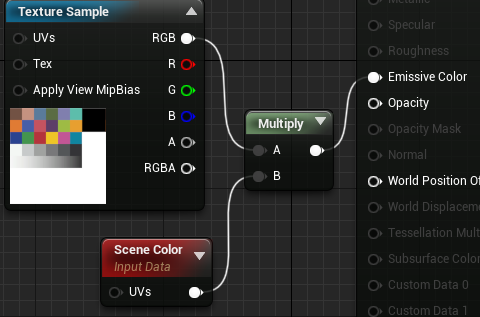 Texture Sample
UVs
RGB
Tex
R
Apply View MipBias
G
B
A
RGBA
Multiply
A
B
Scene Color
Input Data
UVs
Metallic
Specular
Roughness
Emissive Color
Opacity
Opacity Mask
Normal
World Position Of
World Displaceme
Tessellation Mult
Subsurface Color
Custom Data 0
Custom Data 1